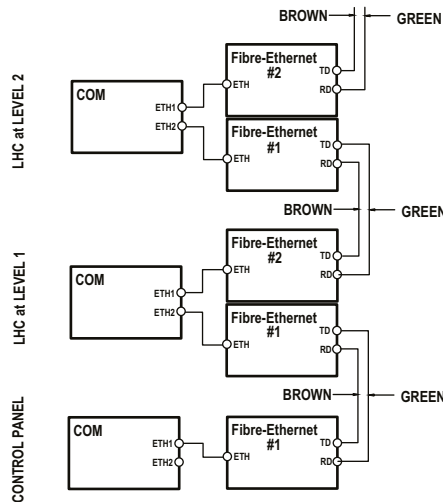 BROWN
GREEN
LHC at LEVEL 2
COM
ETH1
ETH2
Fibre-Ethernet
#2
ETH
TD
RD
Fibre-Ethernet
#1
ETH
TD
RD
BROWN
GREEN
LHC at LEVEL 1
COM
ETH1
ETH2
Fibre-Ethernet
#2
ETH
TD
RD
Fibre-Ethernet
#1
ETH
TD
RD
BROWN
GREEN
CONTROL PANEL
COM
ETH1
ETH2
Fibre-Ethernet
#1
ETH
TD
RD